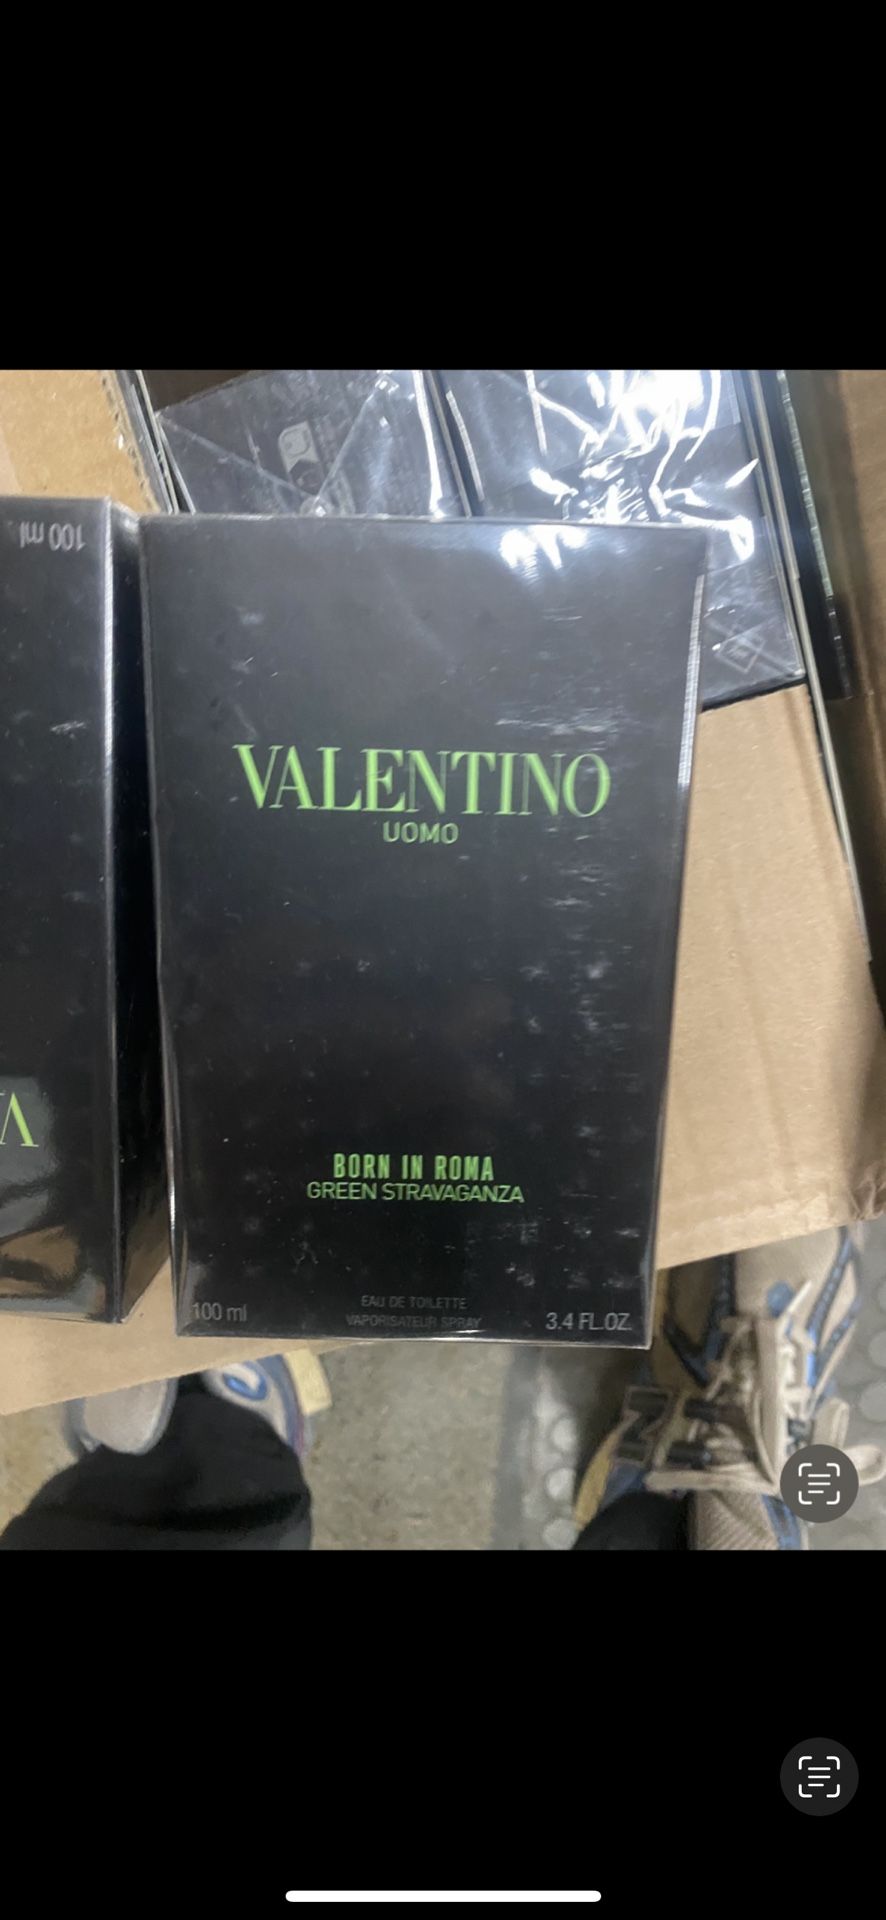 100 ml
VALENTINO
UOMO
BORN IN ROMA
GREEN STRAVAGANZA
EAU DE TOILETTE
VAPORISATEUR SPRAY
100 ml
3.4 FL.OZ.
VA